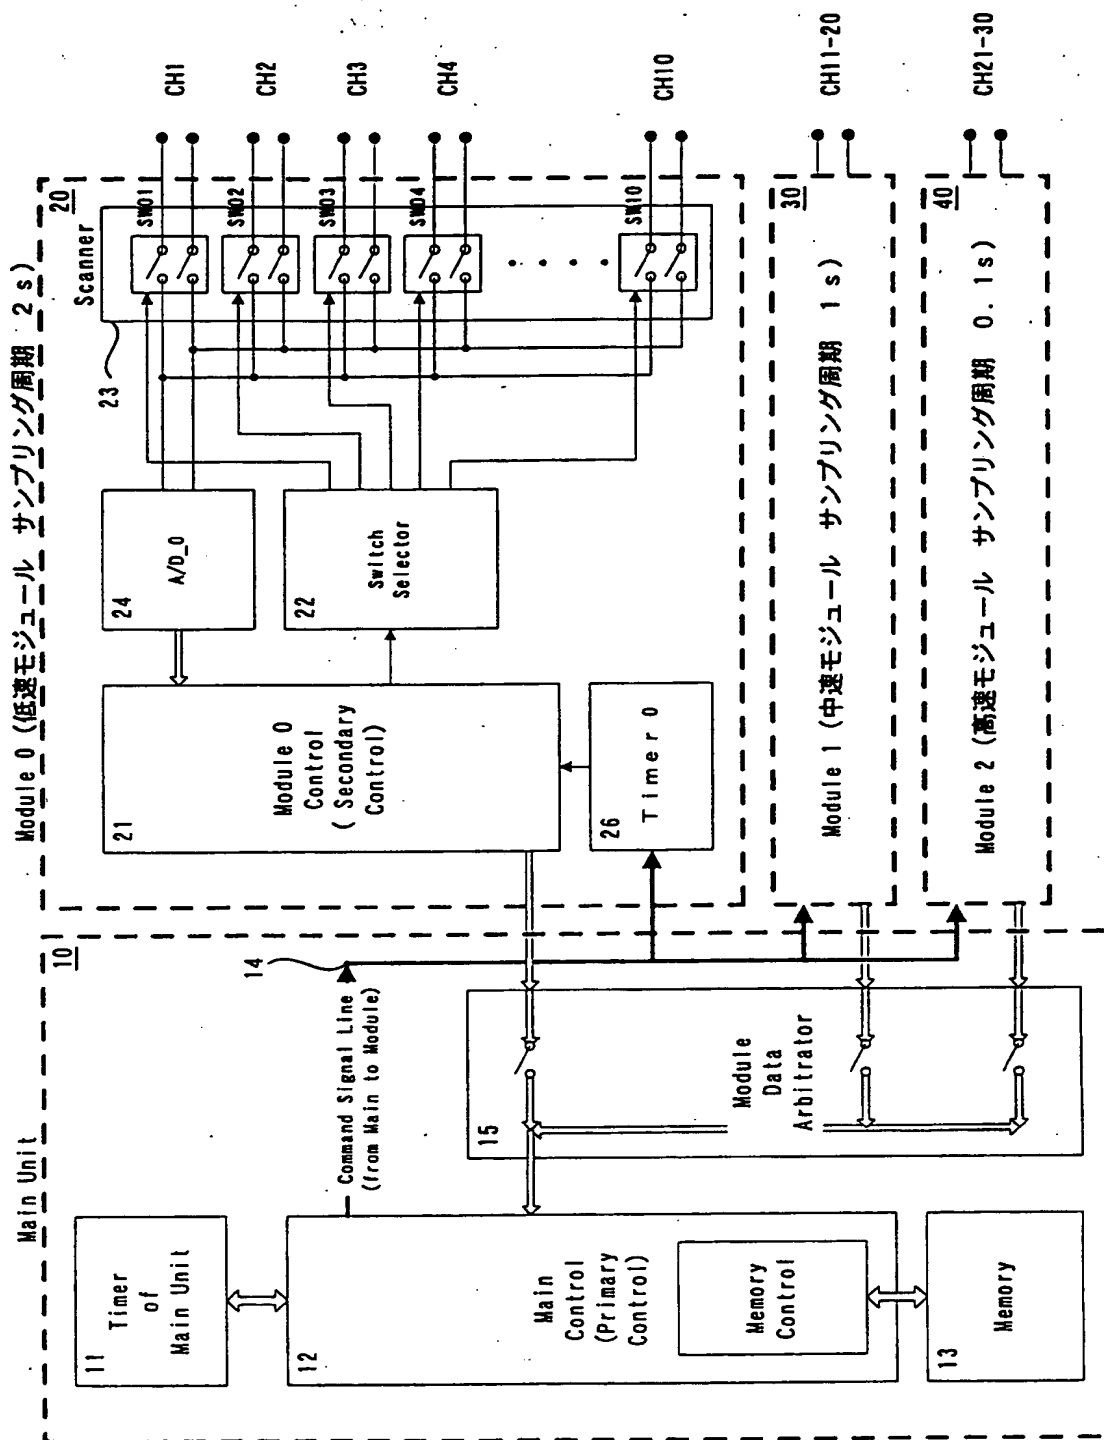 Main Unit
10
11
Timer
of
Main Unit
12
Main
Control
(Primary
Control)
Memory
Control
13
Memory
14
Command Signal Line
(from Main to Module)
15
Module
Data
Arbitrator
Module 0 (低速モジュール サンプリング周期 2s)
20
21
Module 0
Control
( Secondary
Control)
26
Timer 0
24
A/D_0
22
Switch
Selector
23
Scanner
SW01
SW02
SW03
SW04
SW10
CH1
CH2
CH3
CH4
CH10
30
Module 1 (中速モジュール サンプリング周期 1s)
CH11-20
40
Module 2 (高速モジュール サンプリング周期 0.1s)
CH21-30